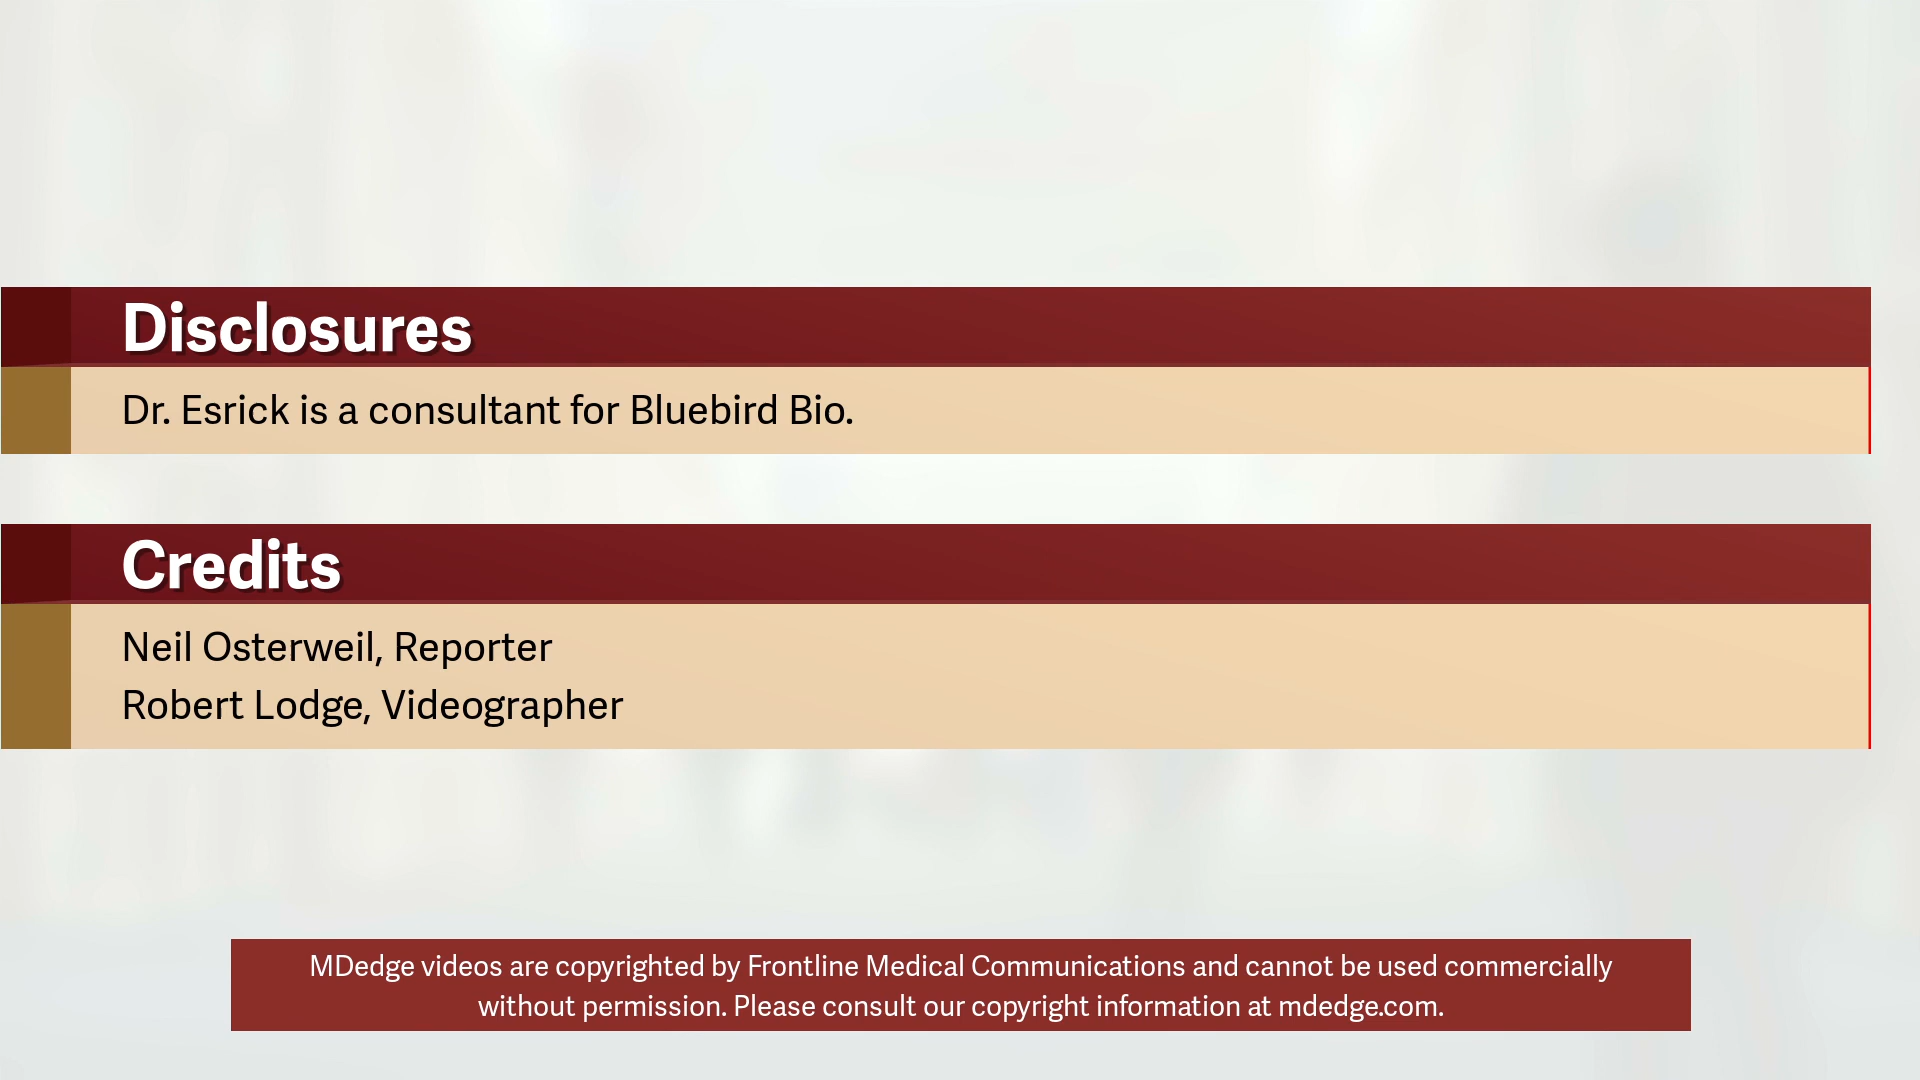 Disclosures
Dr. Esrick is a consultant for Bluebird Bio.
Credits
Neil Osterweil, Reporter
Robert Lodge, Videographer
MDedge videos are copyrighted by Frontline Medical Communications and cannot be used commercially
without permission. Please consult our copyright information at mdedge.com.